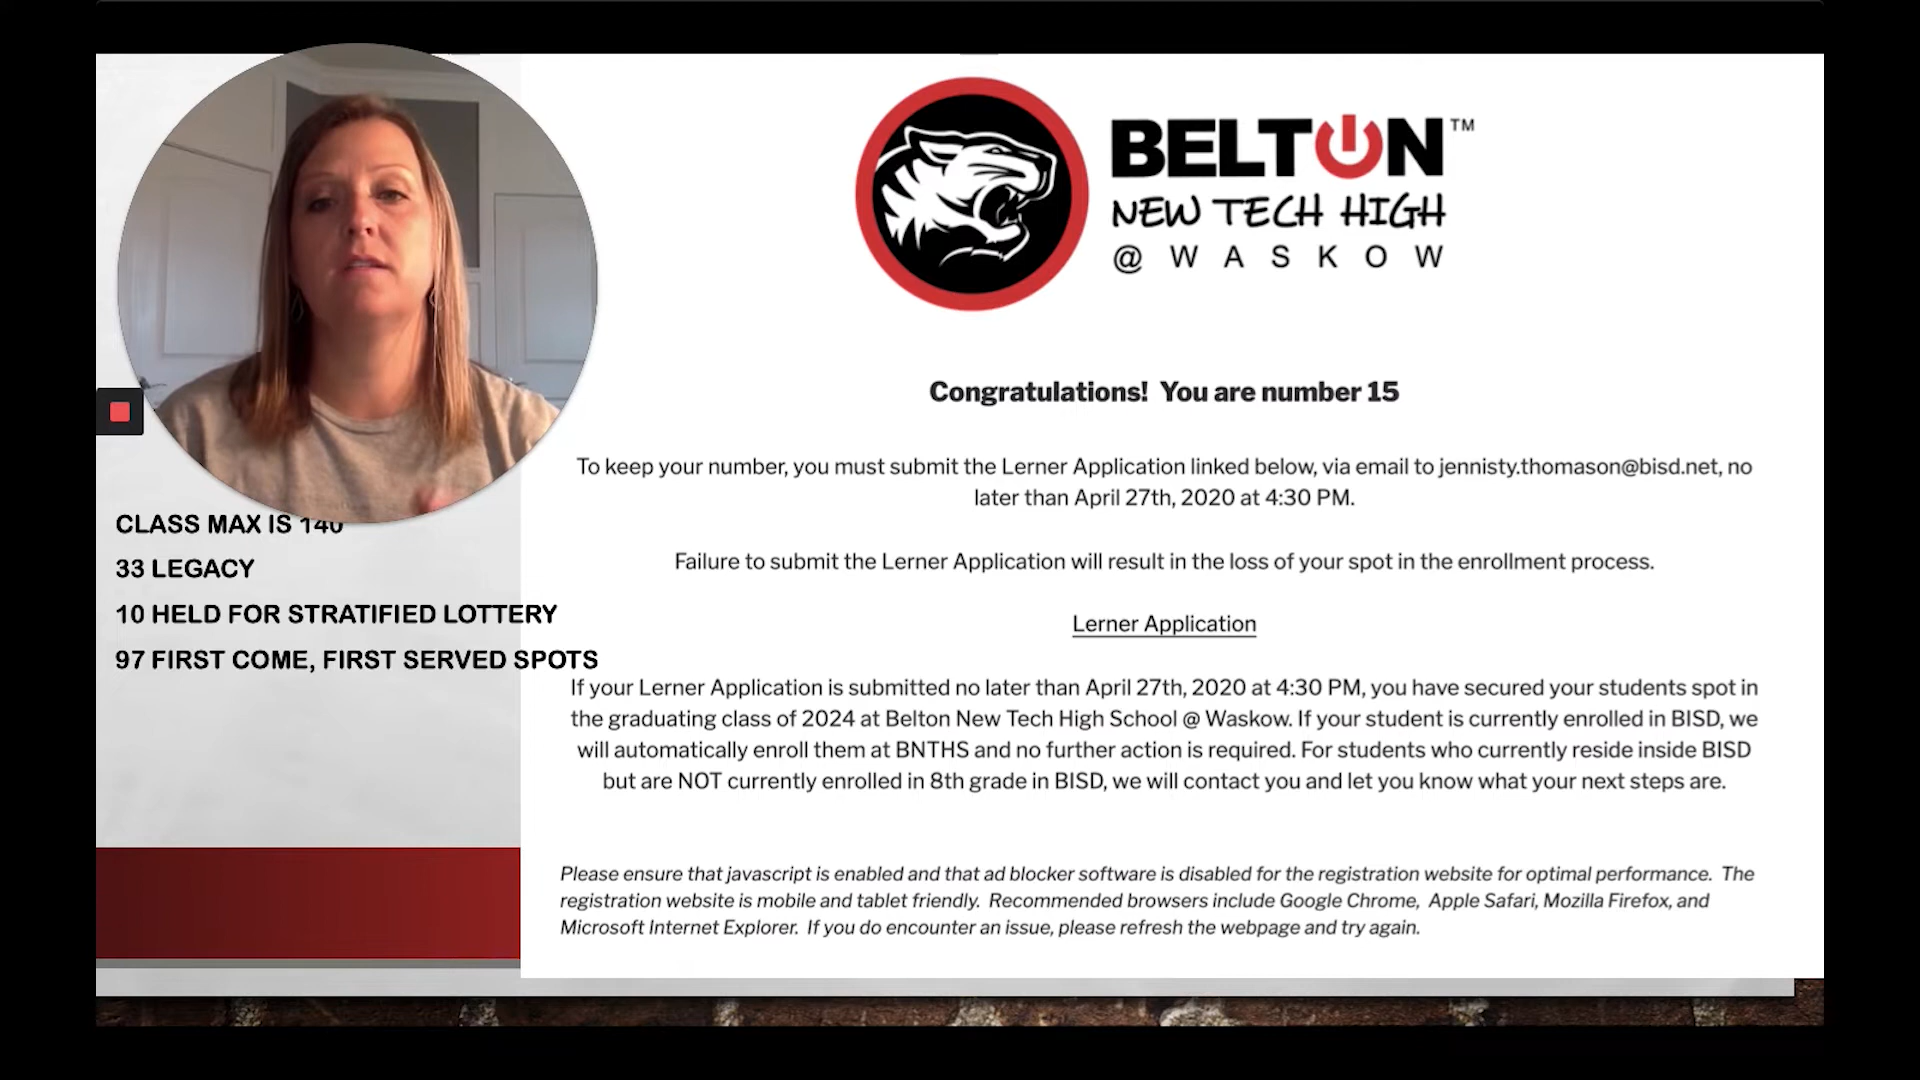 BELTON™
NEW TECH HIGH
@ WASKOW
Congratulations! You are number 15
To keep your number, you must submit the Lerner Application linked below, via email to jennisty.thomason@bisd.net, no
later than April 27th, 2020 at 4:30 PM.
Failure to submit the Lerner Application will result in the loss of your spot in the enrollment process.
Lerner Application
If your Lerner Application is submitted no later than April 27th, 2020 at 4:30 PM, you have secured your students spot in
the graduating class of 2024 at Belton New Tech High School @ Waskow. If your student is currently enrolled in BISD, we
will automatically enroll them at BNTHS and no further action is required. For students who currently reside inside BISD
but are NOT currently enrolled in 8th grade in BISD, we will contact you and let you know what your next steps are.
Please ensure that javascript is enabled and that ad blocker software is disabled for the registration website for optimal performance. The
registration website is mobile and tablet friendly. Recommended browsers include Google Chrome, Apple Safari, Mozilla Firefox, and
Microsoft Internet Explorer. If you do encounter an issue, please refresh the webpage and try again.
CLASS MAX IS 140
33 LEGACY
10 HELD FOR STRATIFIED LOTTERY
97 FIRST COME, FIRST SERVED SPOTS